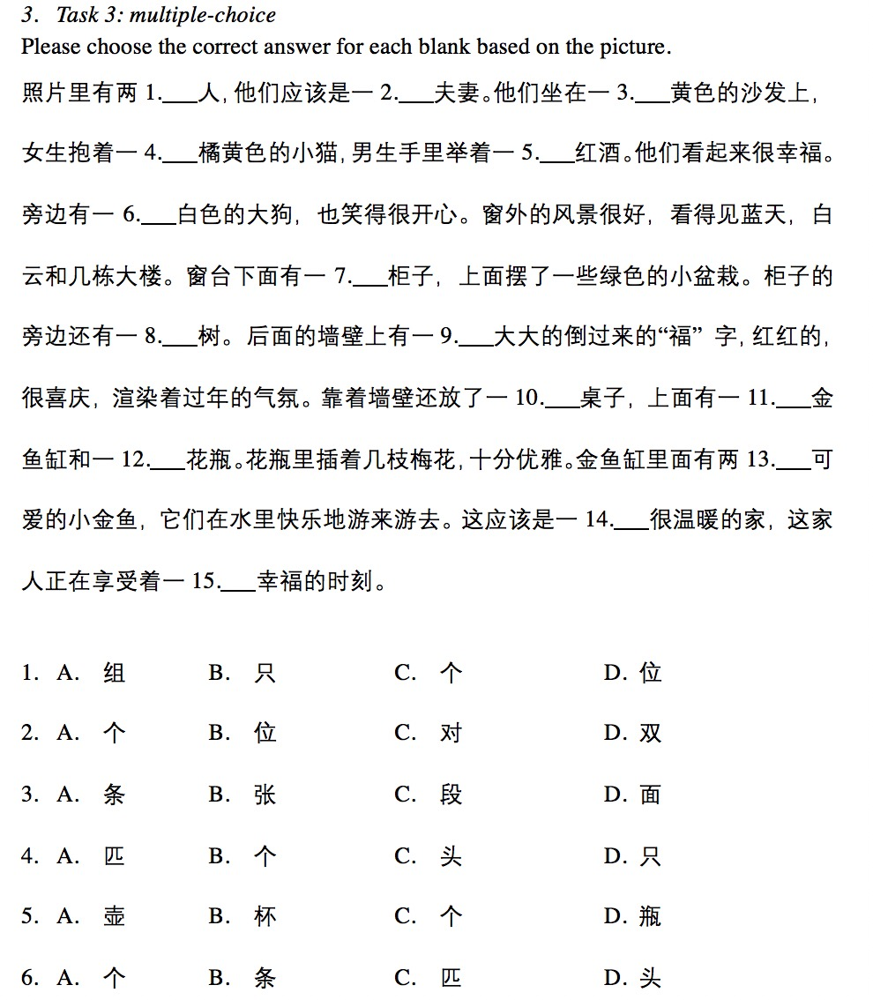 3. Task 3: multiple-choice
Please choose the correct answer for each blank based on the picture.
照片里有两 1.___人, 他们应该是一 2.___夫妻。他们坐在一 3.___黄色的沙发上,
女生抱着一 4.___橘黄色的小猫, 男生手里举着一 5.___红酒。他们看起来很幸福。
旁边有一 6.___白色的大狗, 也笑得很开心。窗外的风景很好, 看得见蓝天, 白
云和几栋大楼。窗台下面有一 7.___柜子, 上面摆了一些绿色的小盆栽。柜子的
旁边还有一 8.___树。后面的墙壁上有一 9.___大大的倒过来的“福” 字, 红红的,
很喜庆, 渲染着过年的气氛。靠着墙壁还放了一 10.___桌子, 上面有一 11.___金
鱼缸和一 12.___花瓶。花瓶里插着几枝梅花, 十分优雅。金鱼缸里面有两 13.___可
爱的小金鱼, 它们在水里快乐地游来游去。这应该是一 14.___很温暖的家, 这家
人正在享受着一 15.___幸福的时刻。
1. A. 组 B. 只 C. 个 D. 位
2. A. 个 B. 位 C. 对 D. 双
3. A. 条 B. 张 C. 段 D. 面
4. A. 匹 B. 个 C. 头 D. 只
5. A. 壶 B. 杯 C. 个 D. 瓶
6. A. 个 B. 条 C. 匹 D. 头